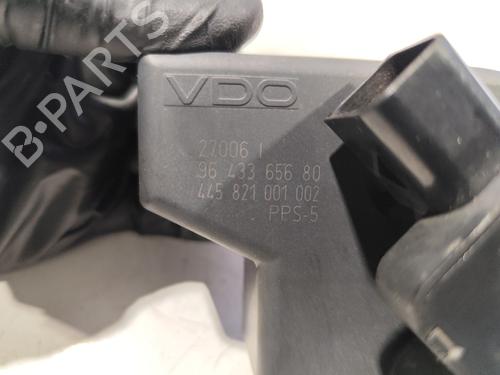 VDO
27006 I
96 433 656 80
445 821 001 002
PPS-5
B-PARTS